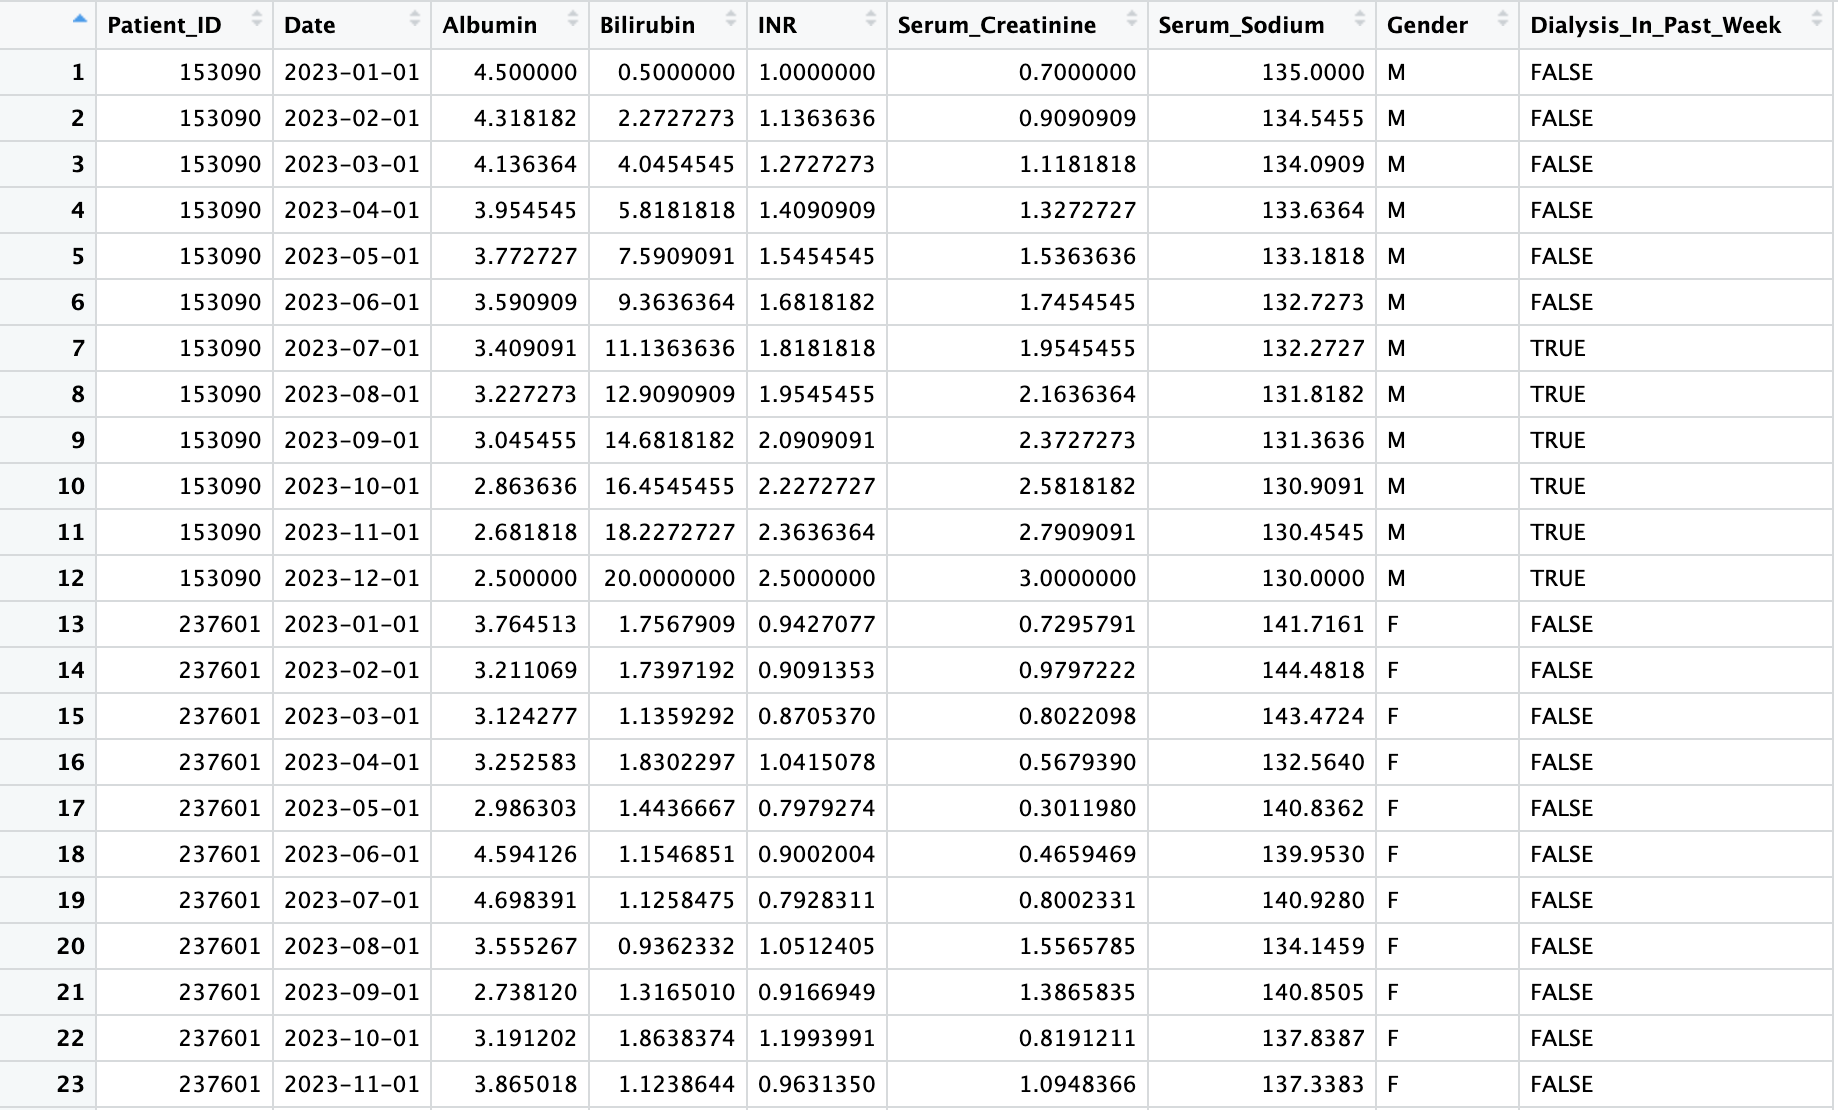 Patient_ID Date Albumin Bilirubin INR Serum_Creatinine Serum_Sodium Gender Dialysis_In_Past_Week
1 153090 2023-01-01 4.500000 0.5000000 1.0000000 0.7000000 135.0000 M FALSE
2 153090 2023-02-01 4.318182 2.2727273 1.1363636 0.9090909 134.5455 M FALSE
3 153090 2023-03-01 4.136364 4.0454545 1.2727273 1.1181818 134.0909 M FALSE
4 153090 2023-04-01 3.954545 5.8181818 1.4090909 1.3272727 133.6364 M FALSE
5 153090 2023-05-01 3.772727 7.5909091 1.5454545 1.5363636 133.1818 M FALSE
6 153090 2023-06-01 3.590909 9.3636364 1.6818182 1.7454545 132.7273 M FALSE
7 153090 2023-07-01 3.409091 11.1363636 1.8181818 1.9545455 132.2727 M TRUE
8 153090 2023-08-01 3.227273 12.9090909 1.9545455 2.1636364 131.8182 M TRUE
9 153090 2023-09-01 3.045455 14.6818182 2.0909091 2.3727273 131.3636 M TRUE
10 153090 2023-10-01 2.863636 16.4545455 2.2272727 2.5818182 130.9091 M TRUE
11 153090 2023-11-01 2.681818 18.2272727 2.3636364 2.7909091 130.4545 M TRUE
12 153090 2023-12-01 2.500000 20.0000000 2.5000000 3.0000000 130.0000 M TRUE
13 237601 2023-01-01 3.764513 1.7567909 0.9427077 0.7295791 141.7161 F FALSE
14 237601 2023-02-01 3.211069 1.7397192 0.9091353 0.9797222 144.4818 F FALSE
15 237601 2023-03-01 3.124277 1.1359292 0.8705370 0.8022098 143.4724 F FALSE
16 237601 2023-04-01 3.252583 1.8302297 1.0415078 0.5679390 132.5640 F FALSE
17 237601 2023-05-01 2.986303 1.4436667 0.7979274 0.3011980 140.8362 F FALSE
18 237601 2023-06-01 4.594126 1.1546851 0.9002004 0.4659469 139.9530 F FALSE
19 237601 2023-07-01 4.698391 1.1258475 0.7928311 0.8002331 140.9280 F FALSE
20 237601 2023-08-01 3.555267 0.9362332 1.0512405 1.5565785 134.1459 F FALSE
21 237601 2023-09-01 2.738120 1.3165010 0.9166949 1.3865835 140.8505 F FALSE
22 237601 2023-10-01 3.191202 1.8638374 1.1993991 0.8191211 137.8387 F FALSE
23 237601 2023-11-01 3.865018 1.1238644 0.9631350 1.0948366 137.3383 F FALSE